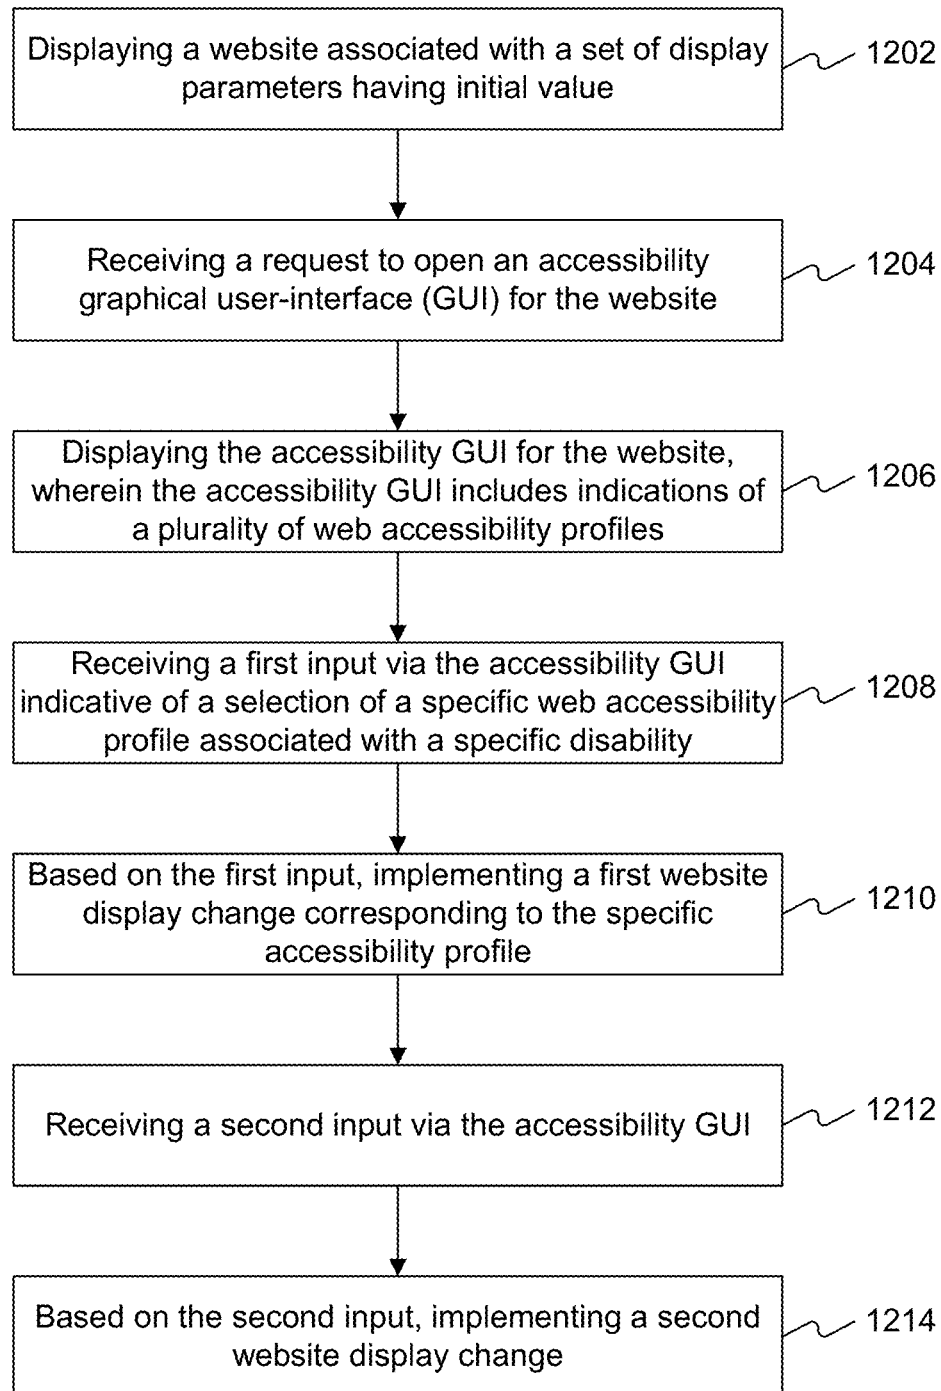 Displaying a website associated with a set of display
parameters having initial value
1202
Receiving a request to open an accessibility
graphical user-interface (GUI) for the website
1204
Displaying the accessibility GUI for the website,
wherein the accessibility GUI includes indications of
a plurality of web accessibility profiles
1206
Receiving a first input via the accessibility GUI
indicative of a selection of a specific web accessibility
profile associated with a specific disability
1208
Based on the first input, implementing a first website
display change corresponding to the specific
accessibility profile
1210
Receiving a second input via the accessibility GUI
1212
Based on the second input, implementing a second
website display change
1214